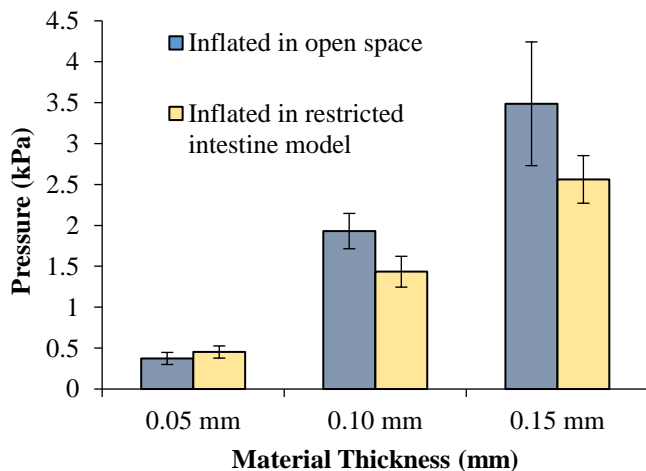 4.5
4
3.5
3
2.5
2
1.5
1
0.5
0
Pressure (kPa)
Inflated in open space
Inflated in restricted
intestine model
0.05 mm
0.10 mm
0.15 mm
Material Thickness (mm)